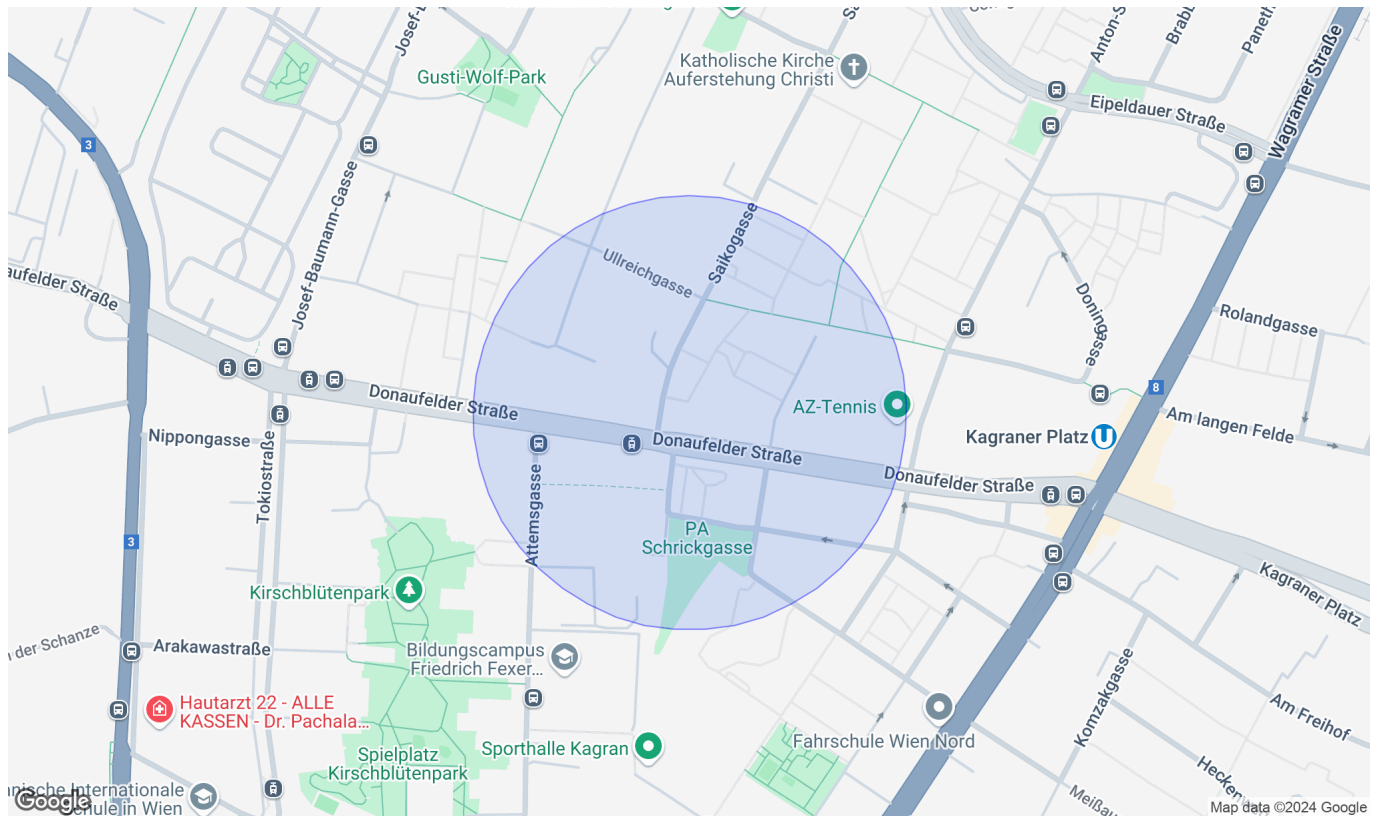 Gusti-Wolf-Park
Katholische Kirche
Auferstehung Christi
Eipeldauer Straße
Wagramer Straße
3
Josef-Baumann-Gasse
Saikogasse
Ullreichgasse
Rolandgasse
8
Donaufelder Straße
AZ-Tennis
Am langen Felde
Kagraner Platz
Nippongasse
Donaufelder Straße
Donaufelder Straße
Tokiostraße
Attemsgasse
PA
Schrickgasse
3
Kirschblütenpark
Kagraner Platz
Arakawastraße
Bildungscampus
Friedrich Fexer...
Komzakgasse
Hautarzt 22 - ALLE
KASSEN - Dr. Pachala...
Am Freihof
Fahrschule Wien Nord
Sporthalle Kagran
Spielplatz
Kirschblütenpark
Google
Map data ©2024 Google